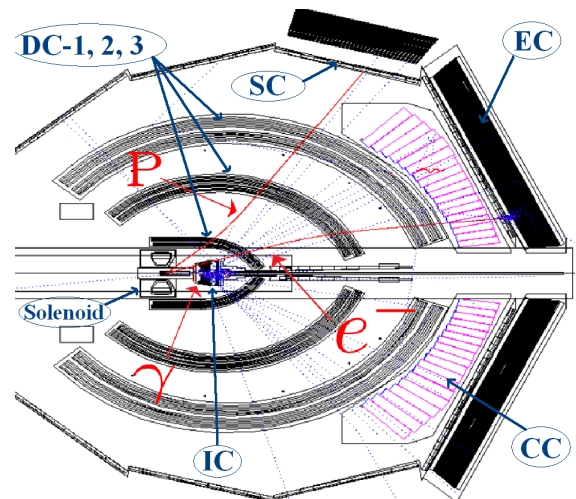 DC-1, 2, 3
SC
EC
P
Solenoid
e−
γ
IC
CC